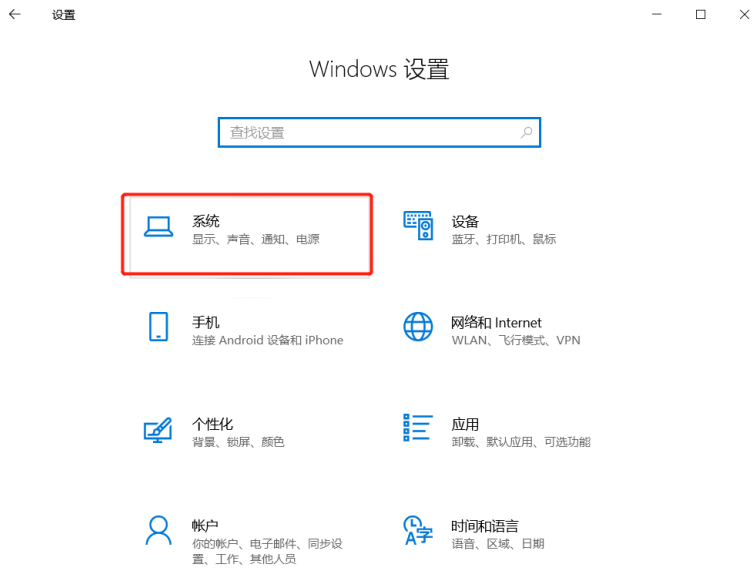 设置
Windows 设置
查找设置
系统
显示、声音、通知、电源
设备
蓝牙、打印机、鼠标
手机
连接 Android 设备和 iPhone
网络和 Internet
WLAN、飞行模式、VPN
个性化
背景、锁屏、颜色
应用
卸载、默认应用、可选功能
帐户
你的帐户、电子邮件、同步设
置、工作、其他人员
时间和语言
语音、区域、日期